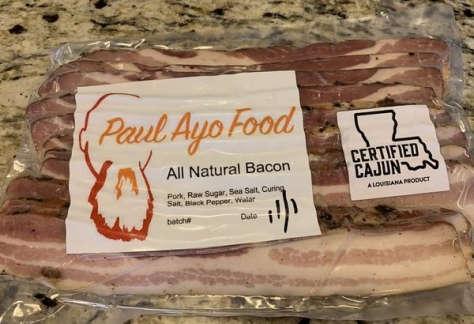 Paul Ayo Food
All Natural Bacon
Pork, Raw Sugar, Sea Salt, Curing
Salt, Black Pepper, Water
batch# Date
CERTIFIED
CAJUN
A LOUISIANA PRODUCT